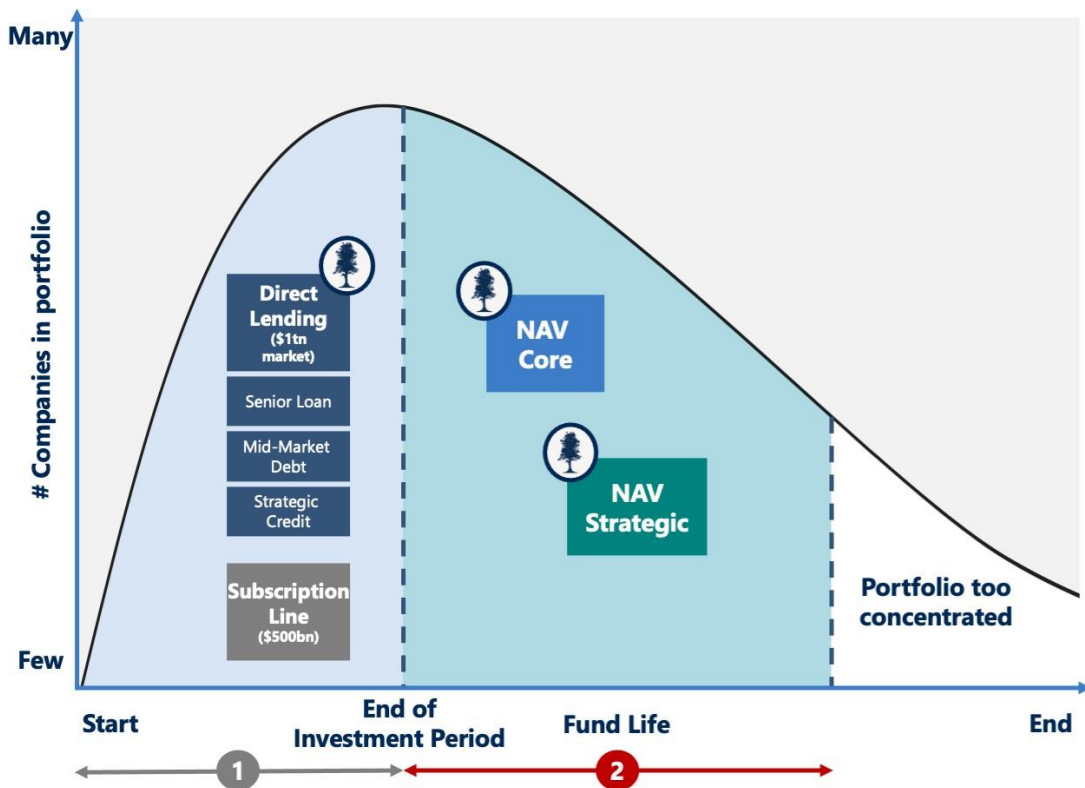 Many
# Companies in portfolio
Few
Direct
Lending
($1tn
market)
Senior Loan
Mid-Market
Debt
Strategic
Credit
Subscription
Line
($500bn)
NAV
Core
NAV
Strategic
Portfolio too
concentrated
Start
End of
Investment Period
Fund Life
End
1
2